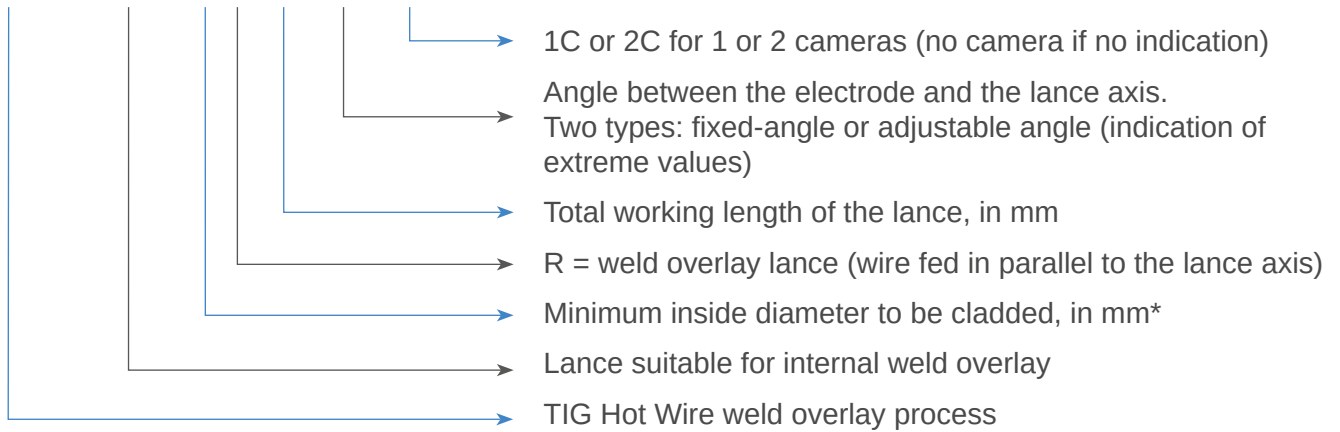 1C or 2C for 1 or 2 cameras (no camera if no indication)
Angle between the electrode and the lance axis.
Two types: fixed-angle or adjustable angle (indication of
extreme values)
Total working length of the lance, in mm
R = weld overlay lance (wire fed in parallel to the lance axis)
Minimum inside diameter to be cladded, in mm*
Lance suitable for internal weld overlay
TIG Hot Wire weld overlay process